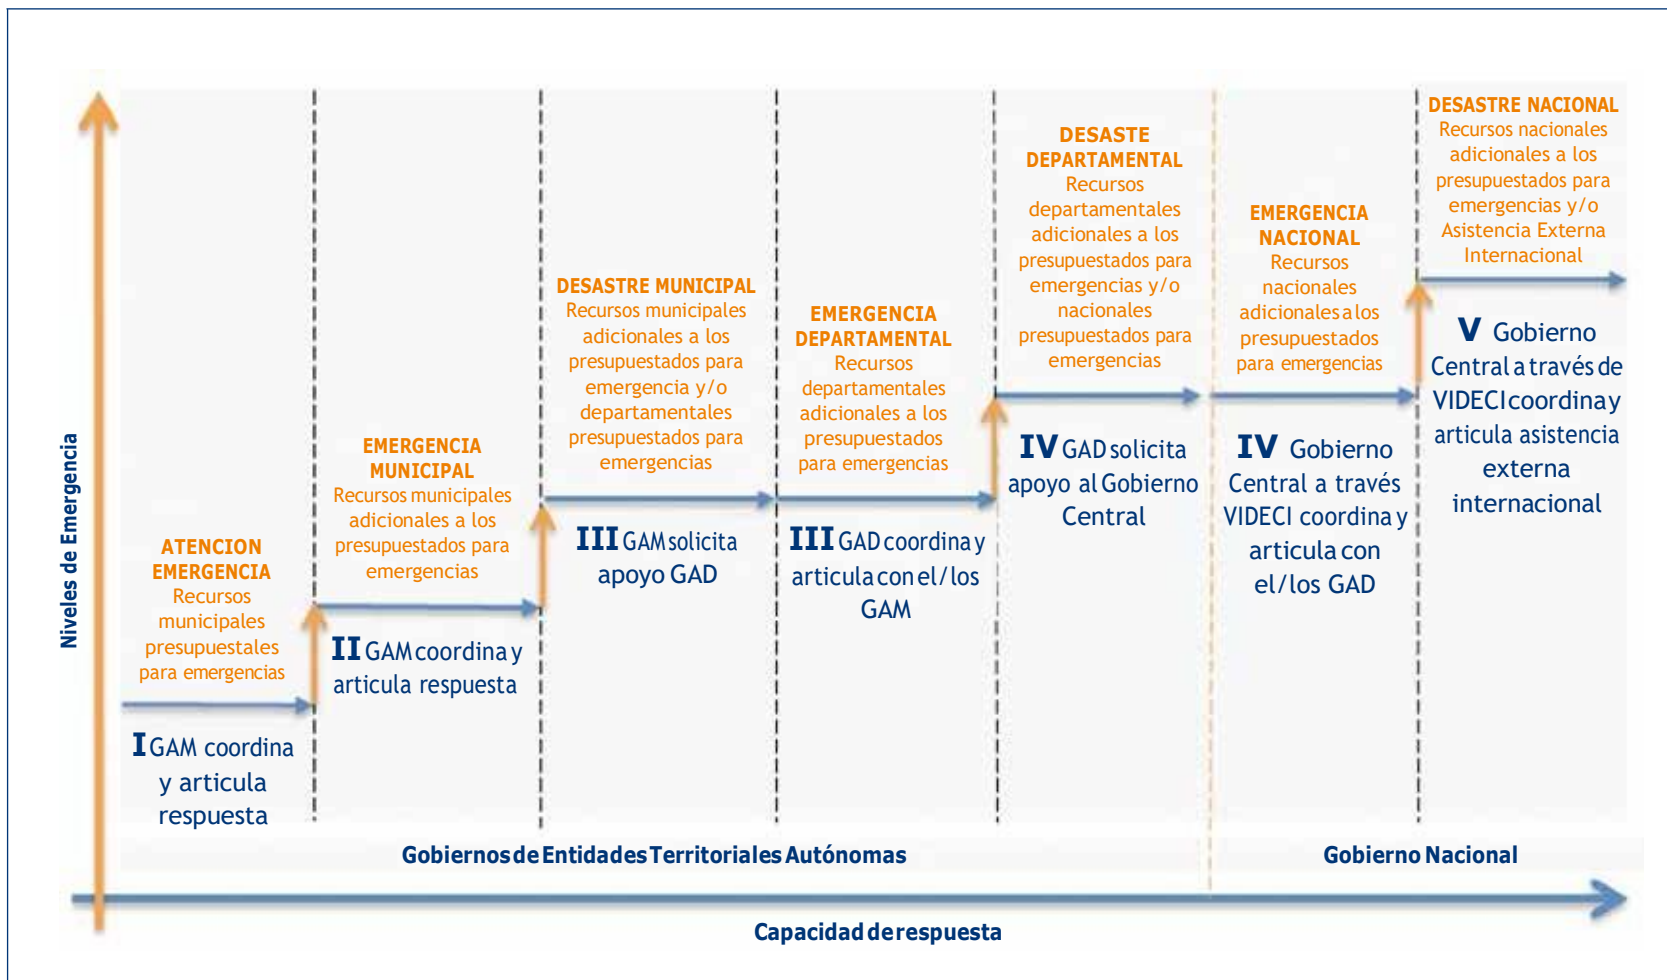 Niveles de Emergencia
ATENCION
EMERGENCIA
Recursos
municipales
presupuestales
para emergencias
I GAM coordina
y articula
respuesta
EMERGENCIA
MUNICIPAL
Recursos municipales
adicionales a los
presupuestados para
emergencias
II GAM coordina y
articula respuesta
DESASTRE MUNICIPAL
Recursos municipales
adicionales a los
presupuestados para
emergencia y/o
departamentales
presupuestados para
emergencias
III GAM solicita
apoyo GAD
EMERGENCIA
DEPARTAMENTAL
Recursos
departamentales
adicionales a los
presupuestados
para emergencias
III GAD coordina y
articula con el/los
GAM
DESASTE
DEPARTAMENTAL
Recursos
departamentales
adicionales a los
presupuestados para
emergencias y/o
nacionales
presupuestados para
emergencias
IV GAD solicita
apoyo al Gobierno
Central
EMERGENCIA
NACIONAL
Recursos
nacionales
adicionales a los
presupuestados
para emergencias
IV Gobierno
Central a través
VIDECI coordina y
articula con
el/los GAD
DESASTRE NACIONAL
Recursos nacionales
adicionales a los
presupuestados para
emergencias y/o
Asistencia Externa
Internacional
V Gobierno
Central a través de
VIDECI coordina y
articula asistencia
externa
internacional
Gobiernos de Entidades Territoriales Autónomas
Gobierno Nacional
Capacidad de respuesta